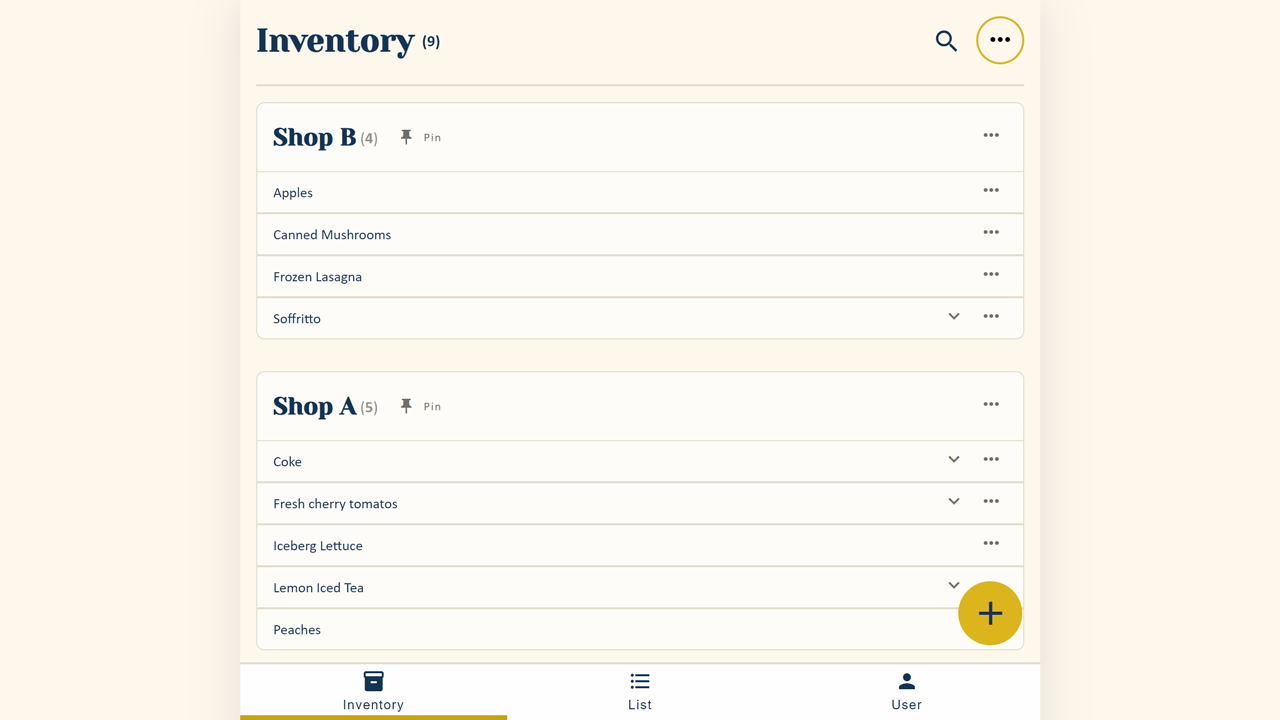 Inventory (9)
Shop B (4) Pin
Apples
Canned Mushrooms
Frozen Lasagna
Soffritto
Shop A (5) Pin
Coke
Fresh cherry tomatos
Iceberg Lettuce
Lemon Iced Tea
Peaches
Inventory List User